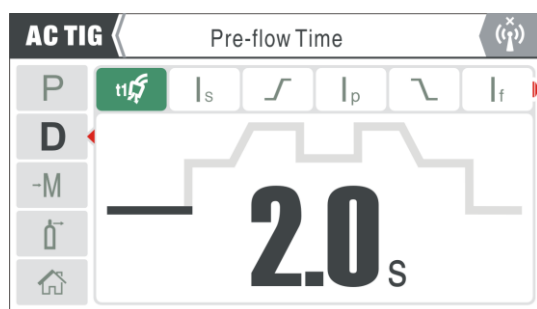 AC TIG Pre-flow Time
P t1 Is Ip If
D
-M
2.0 s